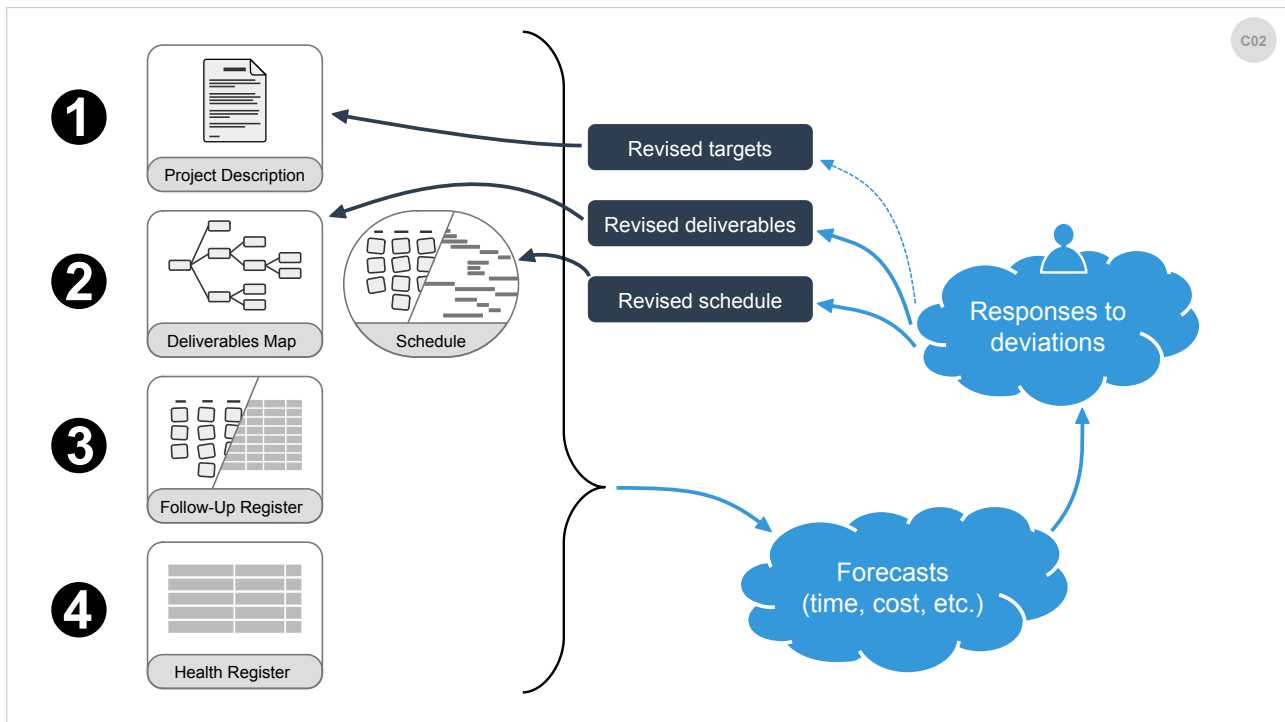 C02
1
Project Description
Revised targets
2
Deliverables Map
Schedule
Revised deliverables
Revised schedule
Responses to
deviations
3
Follow-Up Register
4
Health Register
Forecasts
(time, cost, etc.)